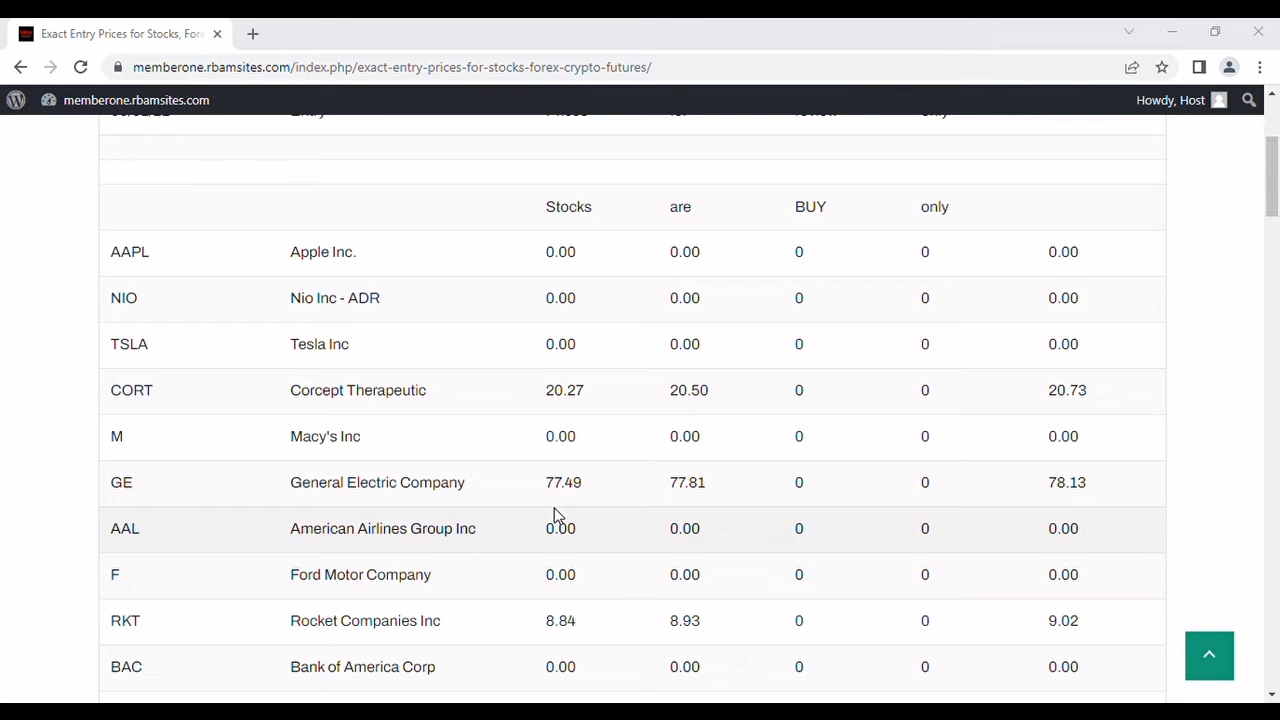 Exact Entry Prices for Stocks, For
memberone.rbamsites.com/index.php/exact-entry-prices-for-stocks-forex-crypto-futures/
memberone.rbamsites.com Howdy, Host
Entry Prices for review only
Stocks are BUY only
AAPL Apple Inc. 0.00 0.00 0 0 0.00
NIO Nio Inc - ADR 0.00 0.00 0 0 0.00
TSLA Tesla Inc 0.00 0.00 0 0 0.00
CORT Corcept Therapeutic 20.27 20.50 0 0 20.73
M Macy's Inc 0.00 0.00 0 0 0.00
GE General Electric Company 77.49 77.81 0 0 78.13
AAL American Airlines Group Inc 0.00 0.00 0 0 0.00
F Ford Motor Company 0.00 0.00 0 0 0.00
RKT Rocket Companies Inc 8.84 8.93 0 0 9.02
BAC Bank of America Corp 0.00 0.00 0 0 0.00